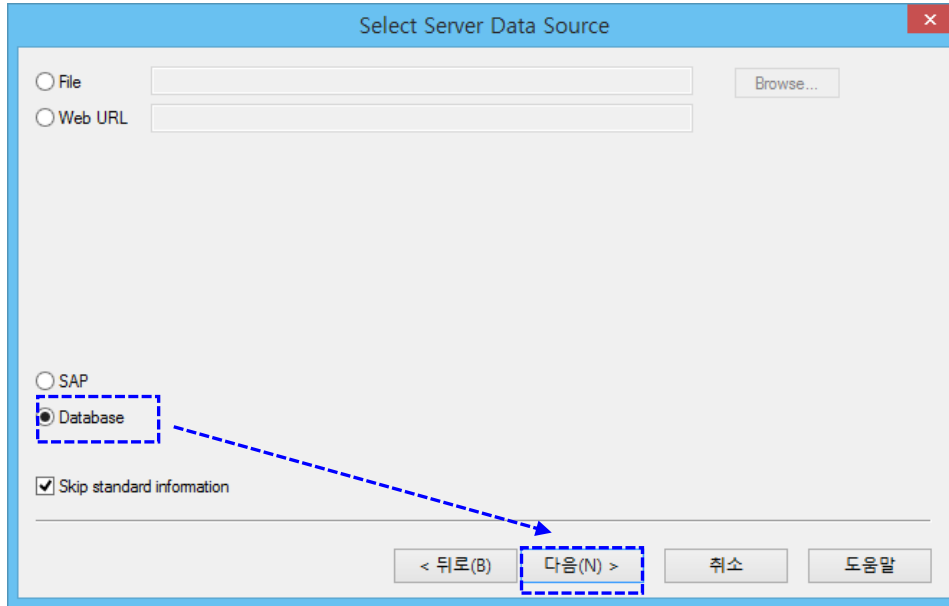 Select Server Data Source
File
Browse...
Web URL
SAP
Database
Skip standard information
< 뒤로(B) 다음(N) > 취소 도움말